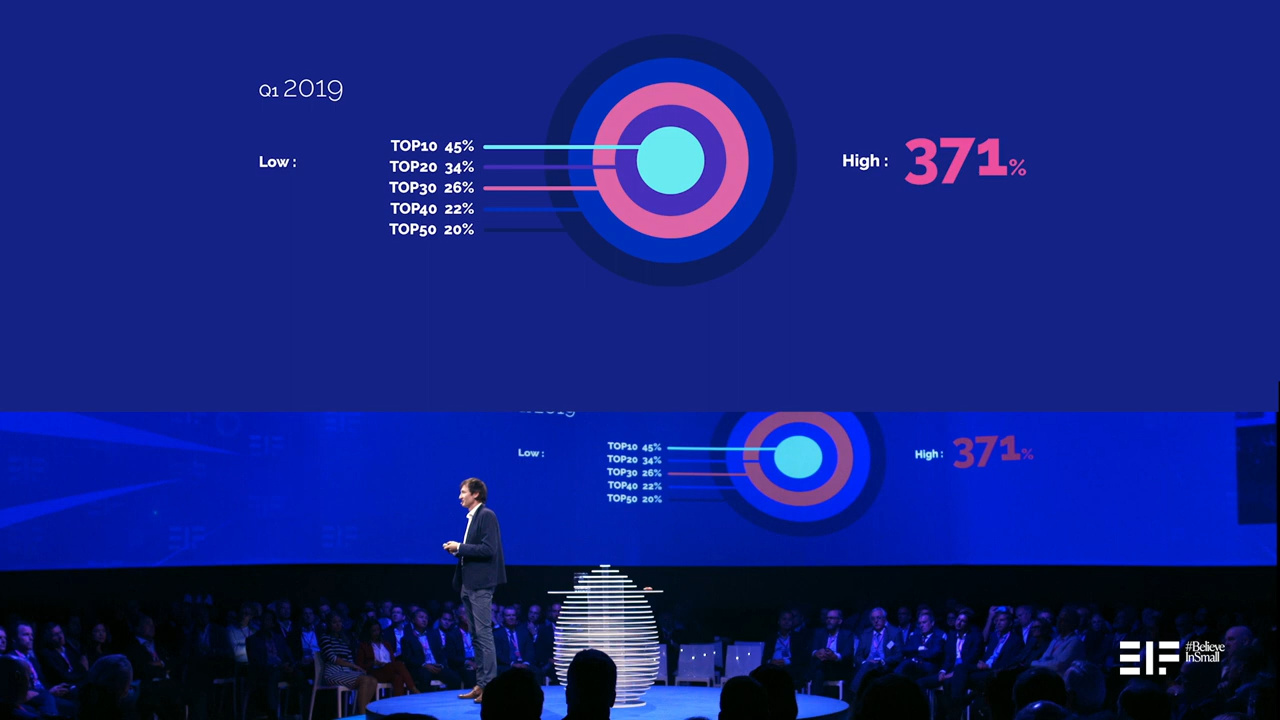 Q1 2019
Low :
TOP10 45%
TOP20 34%
TOP30 26%
TOP40 22%
TOP50 20%
High : 371%
Low :
TOP10 45%
TOP20 34%
TOP30 26%
TOP40 22%
TOP50 20%
High : 371%
EIF
#Believe
InSmall